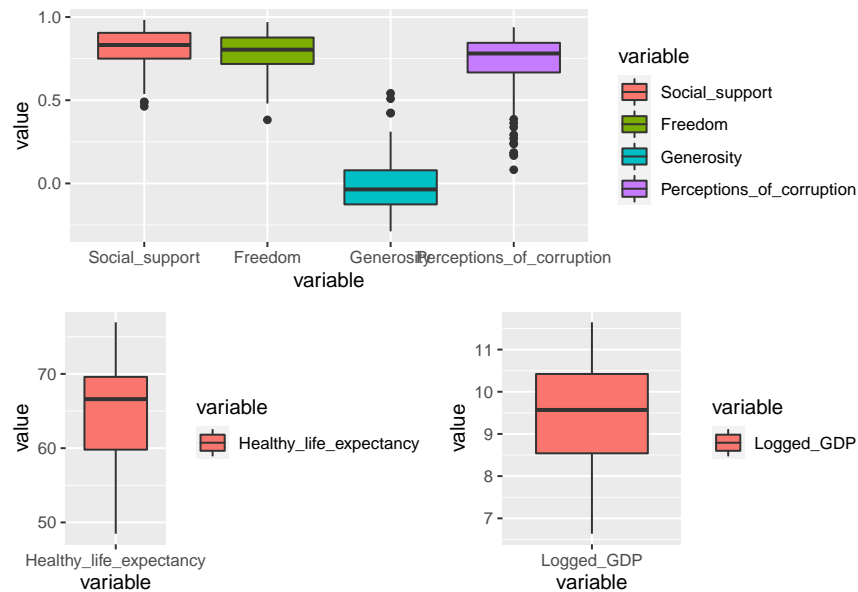 1.0
0.5
0.0
value
Social_support
Freedom
Generosity
Perceptions_of_corruption
variable
variable
Social_support
Freedom
Generosity
Perceptions_of_corruption
70
60
50
value
Healthy_life_expectancy
variable
variable
Healthy_life_expectancy
11
10
9
8
7
value
Logged_GDP
variable
variable
Logged_GDP